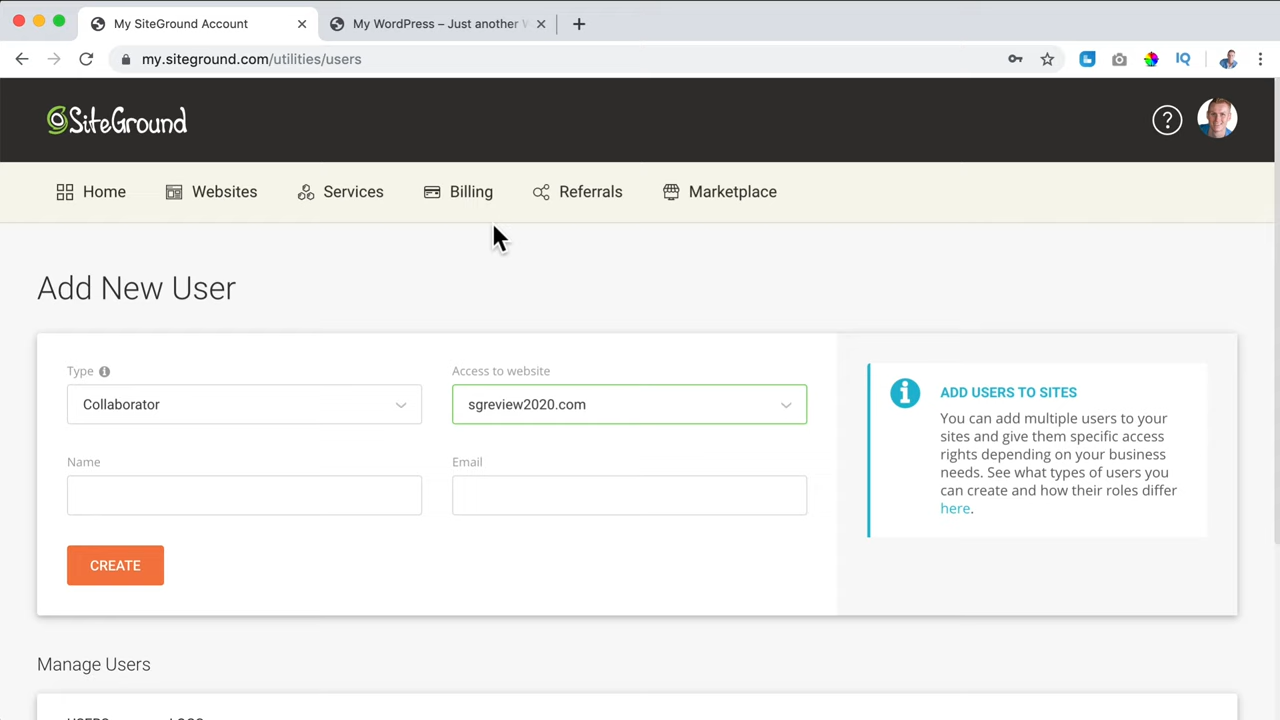 My SiteGround Account
My WordPress – Just another
my.siteground.com/utilities/users
IQ
SiteGround
?
Home
Websites
Services
Billing
Referrals
Marketplace
Add New User
Type
Access to website
Collaborator
sgreview2020.com
Name
Email
CREATE
ADD USERS TO SITES
You can add multiple users to your
sites and give them specific access
rights depending on your business
needs. See what types of users you
can create and how their roles differ
here.
Manage Users